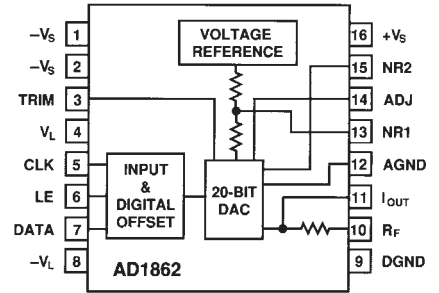 −VS 1
−VS 2
TRIM 3
VL 4
CLK 5
LE 6
DATA 7
−VL 8
VOLTAGE
REFERENCE
INPUT
&
DIGITAL
OFFSET
20-BIT
DAC
AD1862
16 +VS
15 NR2
14 ADJ
13 NR1
12 AGND
11 IOUT
10 RF
9 DGND